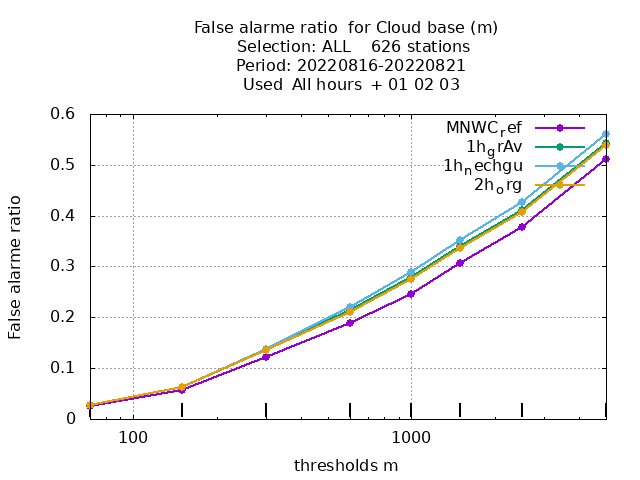 False alarme ratio  for Cloud base (m)
Selection: ALL    626 stations
Period: 20220816-20220821
Used  All hours  + 01 02 03
MNWCref
1hgrAv
1hnechgu
2horg
0.6
0.5
0.4
0.3
0.2
0.1
0
False alarme ratio
100
1000
thresholds m